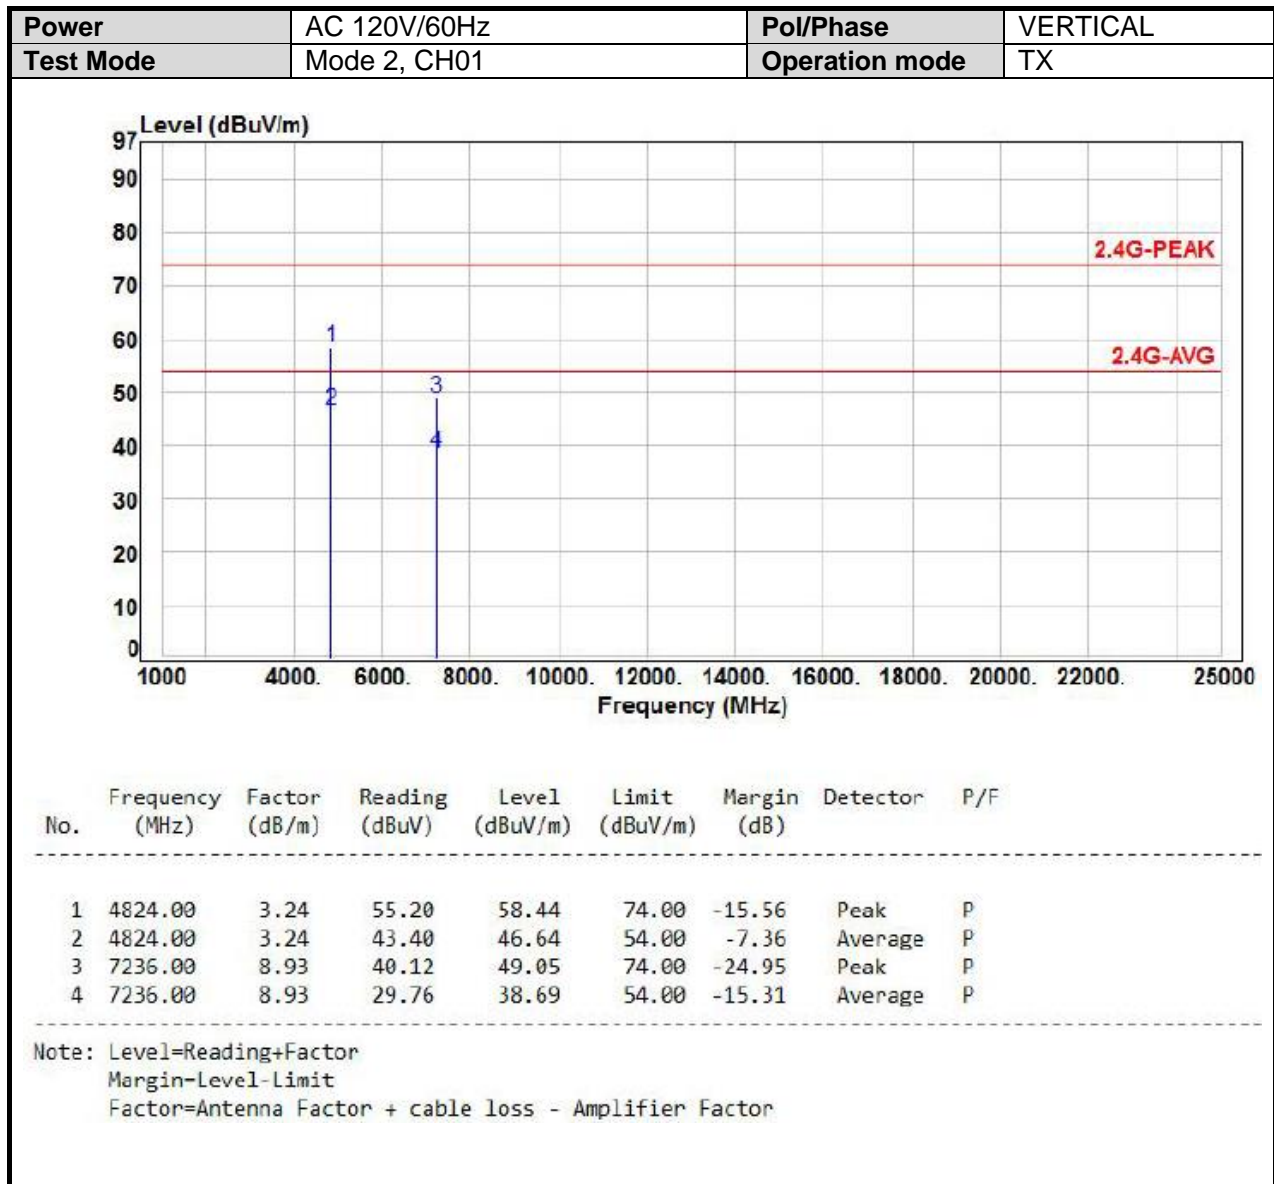 Power AC 120V/60Hz Pol/Phase VERTICAL
Test Mode Mode 2, CH01 Operation mode TX
Level (dBuV/m)
97
90
80
2.4G-PEAK
70
60
1
2.4G-AVG
50
2
3
40
4
30
20
10
0
1000 4000. 6000. 8000. 10000. 12000. 14000. 16000. 18000. 20000. 22000. 25000
Frequency (MHz)
Frequency Factor Reading Level Limit Margin Detector P/F
No. (MHz) (dB/m) (dBuV) (dBuV/m) (dBuV/m) (dB)
1 4824.00 3.24 55.20 58.44 74.00 -15.56 Peak P
2 4824.00 3.24 43.40 46.64 54.00 -7.36 Average P
3 7236.00 8.93 40.12 49.05 74.00 -24.95 Peak P
4 7236.00 8.93 29.76 38.69 54.00 -15.31 Average P
Note: Level=Reading+Factor
Margin=Level-Limit
Factor=Antenna Factor + cable loss - Amplifier Factor